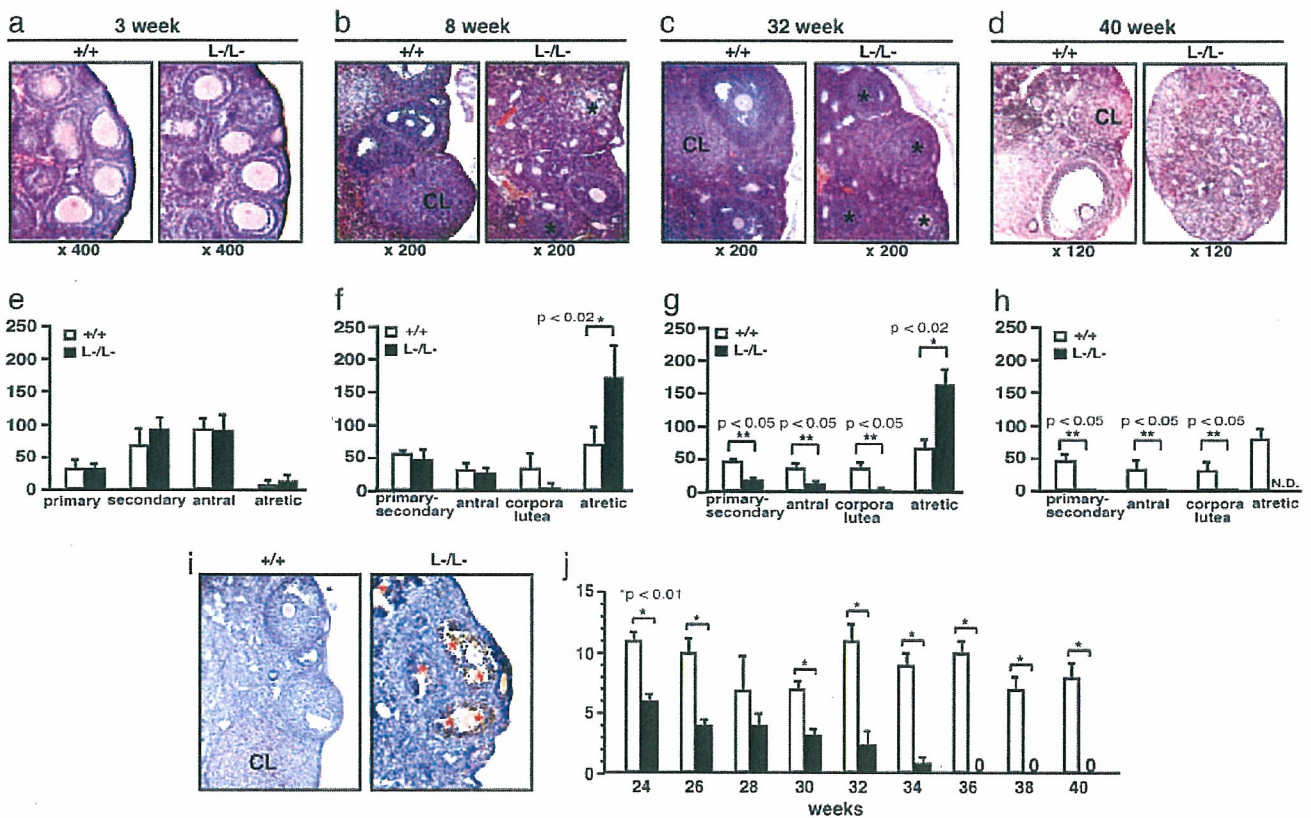 a 3 week
+/+ L-/L-
x 400 x 400
b 8 week
+/+ L-/L-
* *
CL
x 200 x 200
c 32 week
+/+ L-/L-
CL
* * * *
x 200 x 200
d 40 week
+/+ L-/L-
CL
x 120 x 120
e
250
200
150
100
50
0
+/+
L-/L-
primary secondary antral atretic
f
250
200
150
100
50
0
+/+
L-/L-
p < 0.02 *
primary-secondary antral corpora lutea atretic
g
250
200
150
100
50
0
+/+
L-/L-
p < 0.02
*
p < 0.05 p < 0.05 p < 0.05
** ** **
primary-secondary antral corpora lutea atretic
h
250
200
150
100
50
0
+/+
L-/L-
p < 0.05 p < 0.05 p < 0.05
** ** **
N.D.
primary-secondary antral corpora lutea atretic
i
+/+ L-/L-
CL
j
15
10
5
0
*p < 0.01
* * * * * * * *
0 0 0
24 26 28 30 32 34 36 38 40
weeks